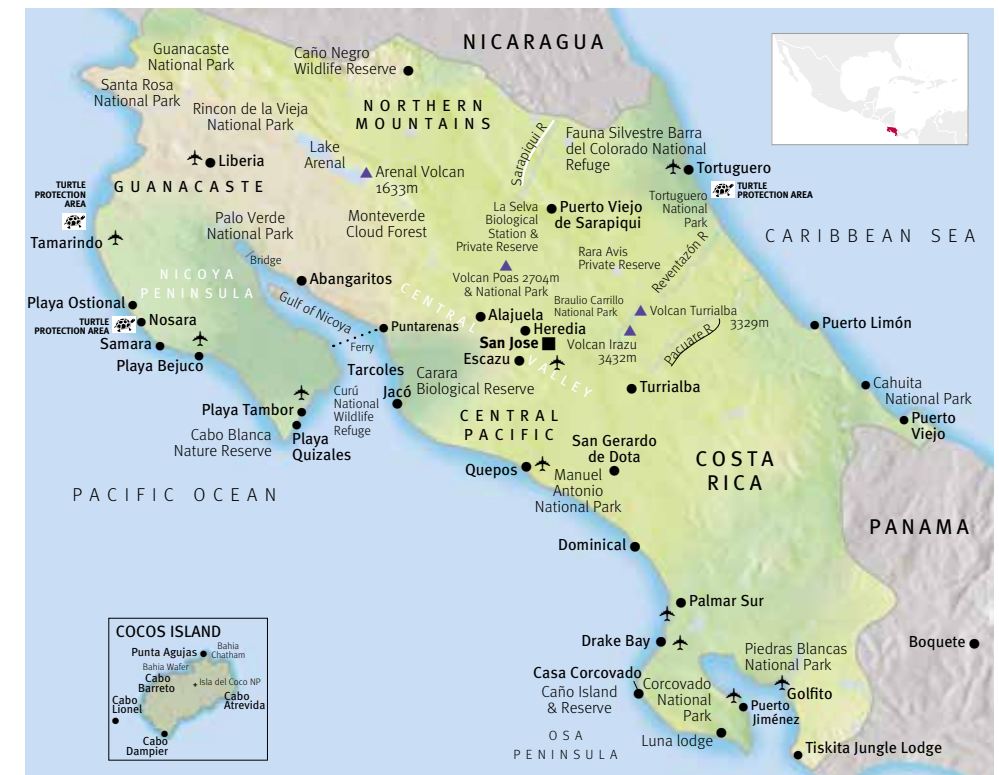 NICARAGUA
Guanacaste
National Park
Caño Negro
Wildlife Reserve
Santa Rosa
National Park
Rincon de la Vieja
National Park
NORTHERN
MOUNTAINS
Sarapiqui R
Fauna Silvestre Barra
del Colorado National
Refuge
Lake
Arenal
Liberia
Arenal Volcan
1633m
Tortuguero
TURTLE
PROTECTION AREA
GUANACASTE
TURTLE
PROTECTION
AREA
Tortuguero
National
Park
La Selva
Biological
Station &
Private Reserve
Puerto Viejo
de Sarapiqui
Palo Verde
National Park
Monteverde
Cloud Forest
Tamarindo
CARIBBEAN SEA
Reventazón R
Rara Avis
Private Reserve
Bridge
NICOYA
PENINSULA
Abangaritos
Volcan Poas 2704m
& National Park
CENTRAL
VALLEY
Braulio Carrillo
National Park
Playa Ostional
Gulf of Nicoya
Volcan Turrialba
3329m
Nosara
TURTLE
PROTECTION AREA
Puntarenas
Alajuela
Heredia
Puerto Limón
San Jose
Volcan Irazu
3432m
Pacuare R
Samara
Ferry
Escazu
Playa Bejuco
Tarcoles
Carara
Biological Reserve
Turrialba
Cahuita
National Park
Jacó
Curú
National
Wildlife
Refuge
Playa Tambor
CENTRAL
PACIFIC
Puerto
Viejo
Cabo Blanca
Nature Reserve
Playa
Quizales
San Gerardo
de Dota
COSTA
RICA
Quepos
Manuel
Antonio
National Park
PACIFIC OCEAN
PANAMA
Dominical
Palmar Sur
COCOS ISLAND
Punta Agujas
Bahia
Chatham
Bahia Wafer
Cabo
Barreto
Isla del Coco NP
Cabo
Lionel
Cabo
Atrevida
Cabo
Dampier
Drake Bay
Piedras Blancas
National Park
Boquete
Casa Corcovado
Caño Island
& Reserve
Corcovado
National
Park
Golfito
Puerto
Jiménez
OSA
PENINSULA
Luna lodge
Tiskita Jungle Lodge